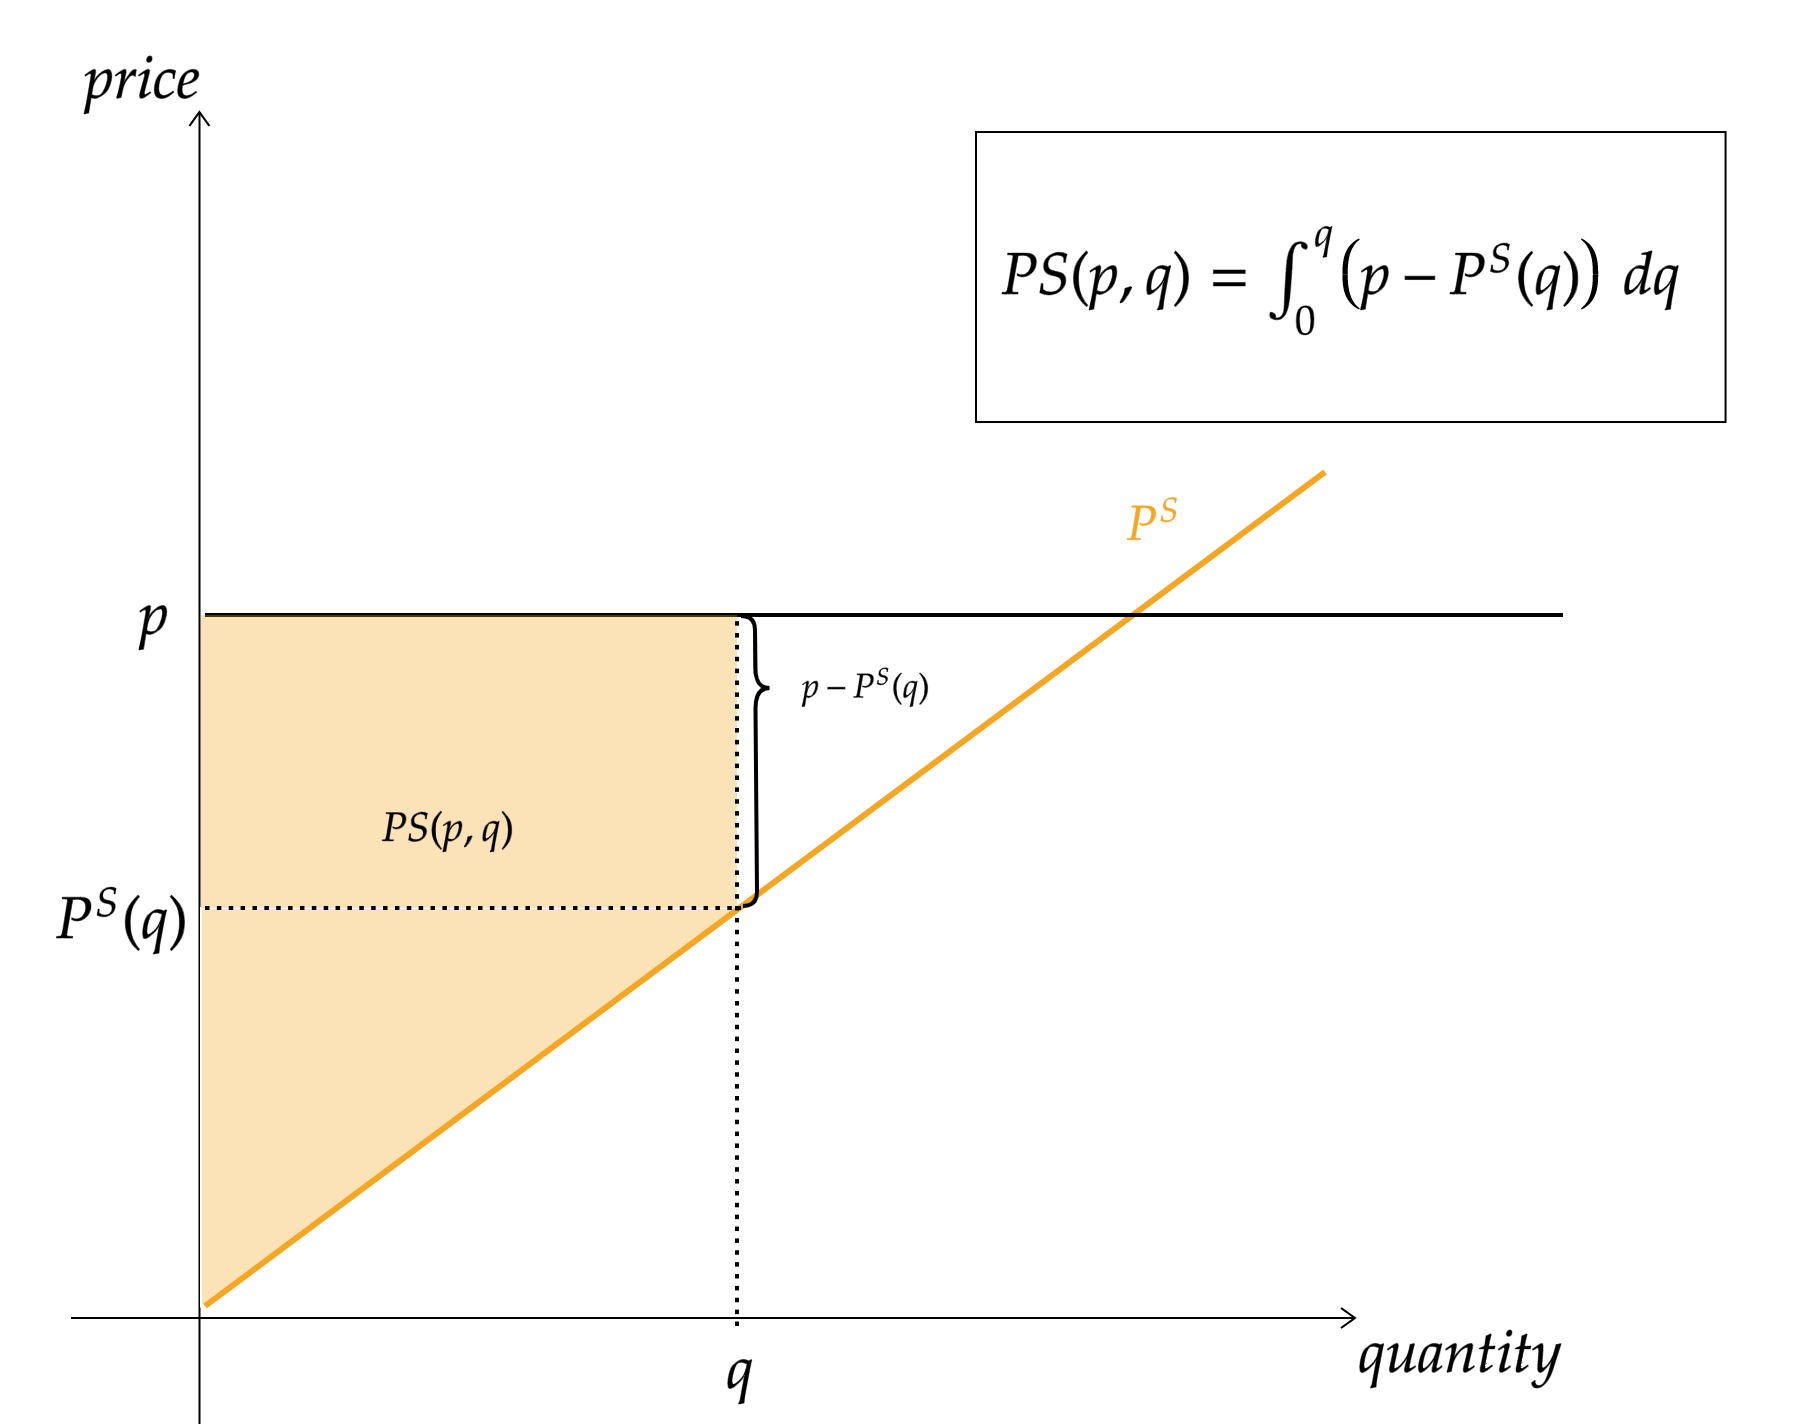 price
PS(p, q) = ∫₀^q (p − P^S(q)) dq
P^S
p
p − P^S(q)
PS(p, q)
P^S(q)
quantity
q